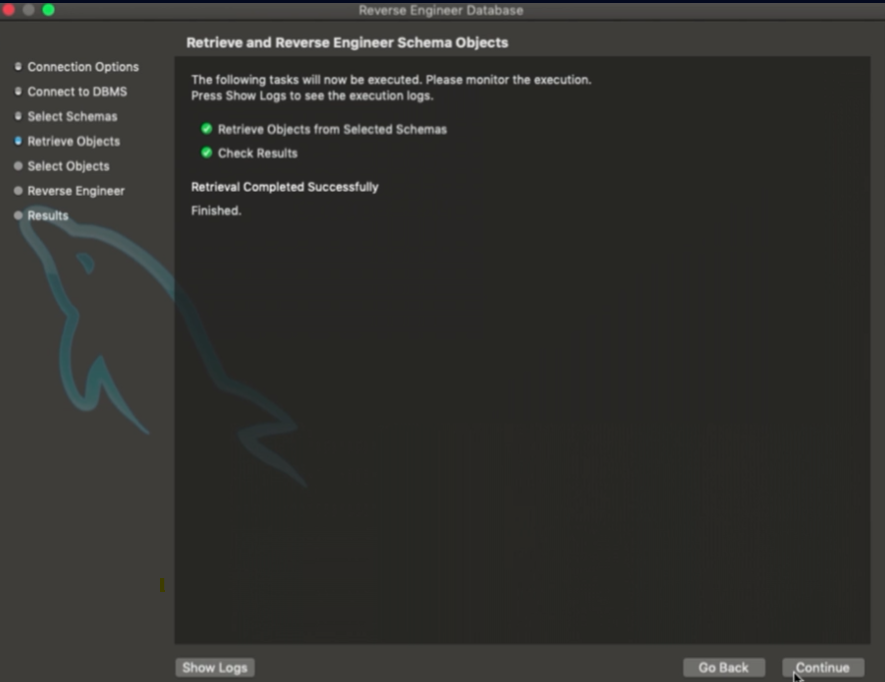 Reverse Engineer Database
Retrieve and Reverse Engineer Schema Objects
Connection Options
Connect to DBMS
Select Schemas
Retrieve Objects
Select Objects
Reverse Engineer
Results
The following tasks will now be executed. Please monitor the execution.
Press Show Logs to see the execution logs.
Retrieve Objects from Selected Schemas
Check Results
Retrieval Completed Successfully
Finished.
Show Logs
Go Back
Continue